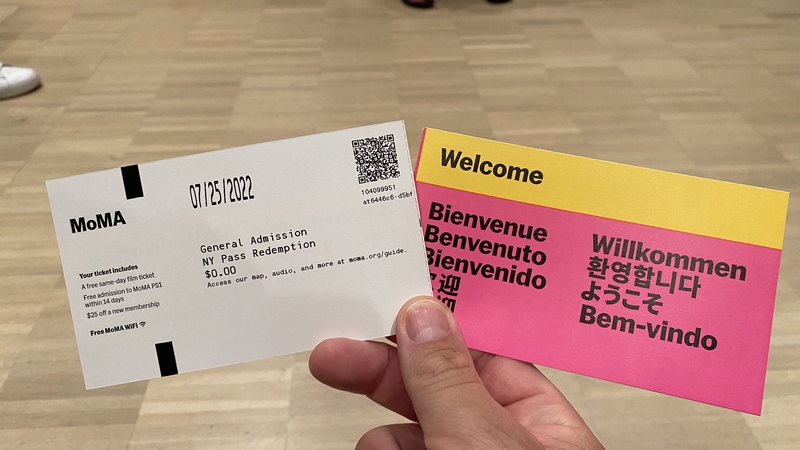 MoMA
07/25/2022
104099951
at6446c6-d5bf
General Admission
NY Pass Redemption
$0.00
Access our map, audio, and more at moma.org/guide.
Your ticket includes
A free same-day film ticket
Free admission to MoMA PS1
within 14 days
$25 off a new membership
Free MoMA WiFi
Welcome
Bienvenue
Benvenuto
Bienvenido
迎
迎
Willkommen
환영합니다
ようこそ
Bem-vindo